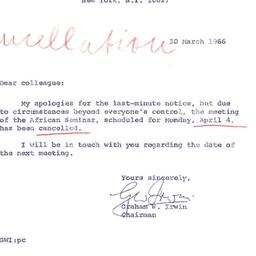 New York, N.Y. 10027
cancellation
30 March 1966
Dear colleague:
My apologies for the last-minute notice, but due
to circumstances beyond everyone's control, the meeting
of the African Seminar, scheduled for Monday, April 4,
has been cancelled.
I will be in touch with you regarding the date of
the next meeting.
Yours sincerely,
Graham W. Irwin
Chairman
GWI:pc